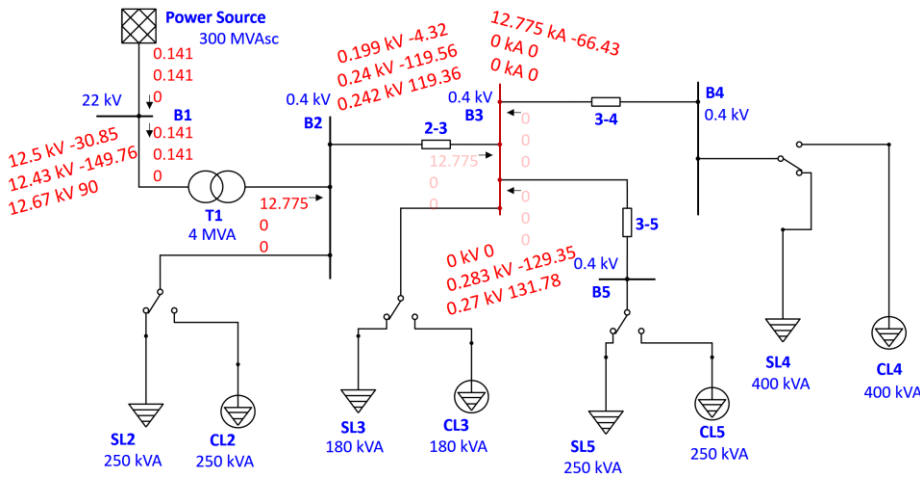 Power Source
300 MVAsc
0.141
0.141
0
22 kV
B1
0.141
0.141
0
12.5 kV -30.85
12.43 kV -149.76
12.67 kV 90
T1
4 MVA
12.775
0
0
0.199 kV -4.32
0.24 kV -119.56
0.242 kV 119.36
0.4 kV
B2
2-3
12.775
0
0
12.775 kA -66.43
0 kA 0
0 kA 0
0.4 kV
B3
0
0
0
0
0
0
0 kV 0
0.283 kV -129.35
0.27 kV 131.78
3-4
B4
0.4 kV
3-5
0.4 kV
B5
SL2
250 kVA
CL2
250 kVA
SL3
180 kVA
CL3
180 kVA
SL5
250 kVA
CL5
250 kVA
SL4
400 kVA
CL4
400 kVA